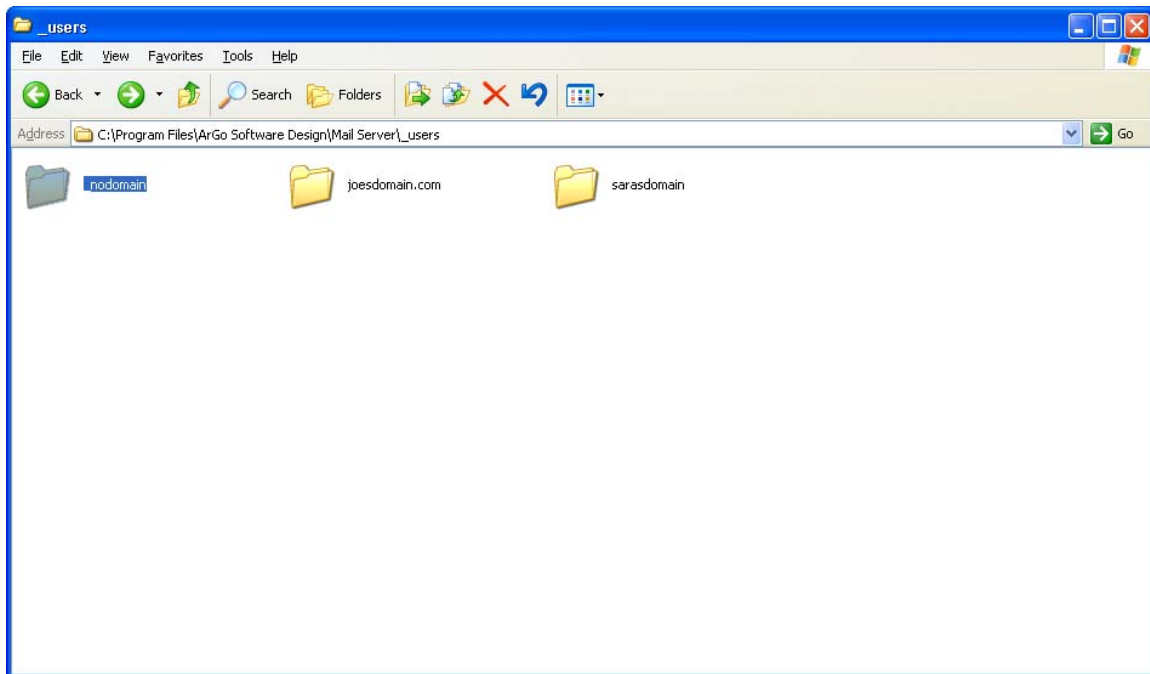 _users
File Edit View Favorites Tools Help
Back Search Folders
Address C:\Program Files\ArGo Software Design\Mail Server\_users Go
_nodomain joesdomain.com sarasdomain